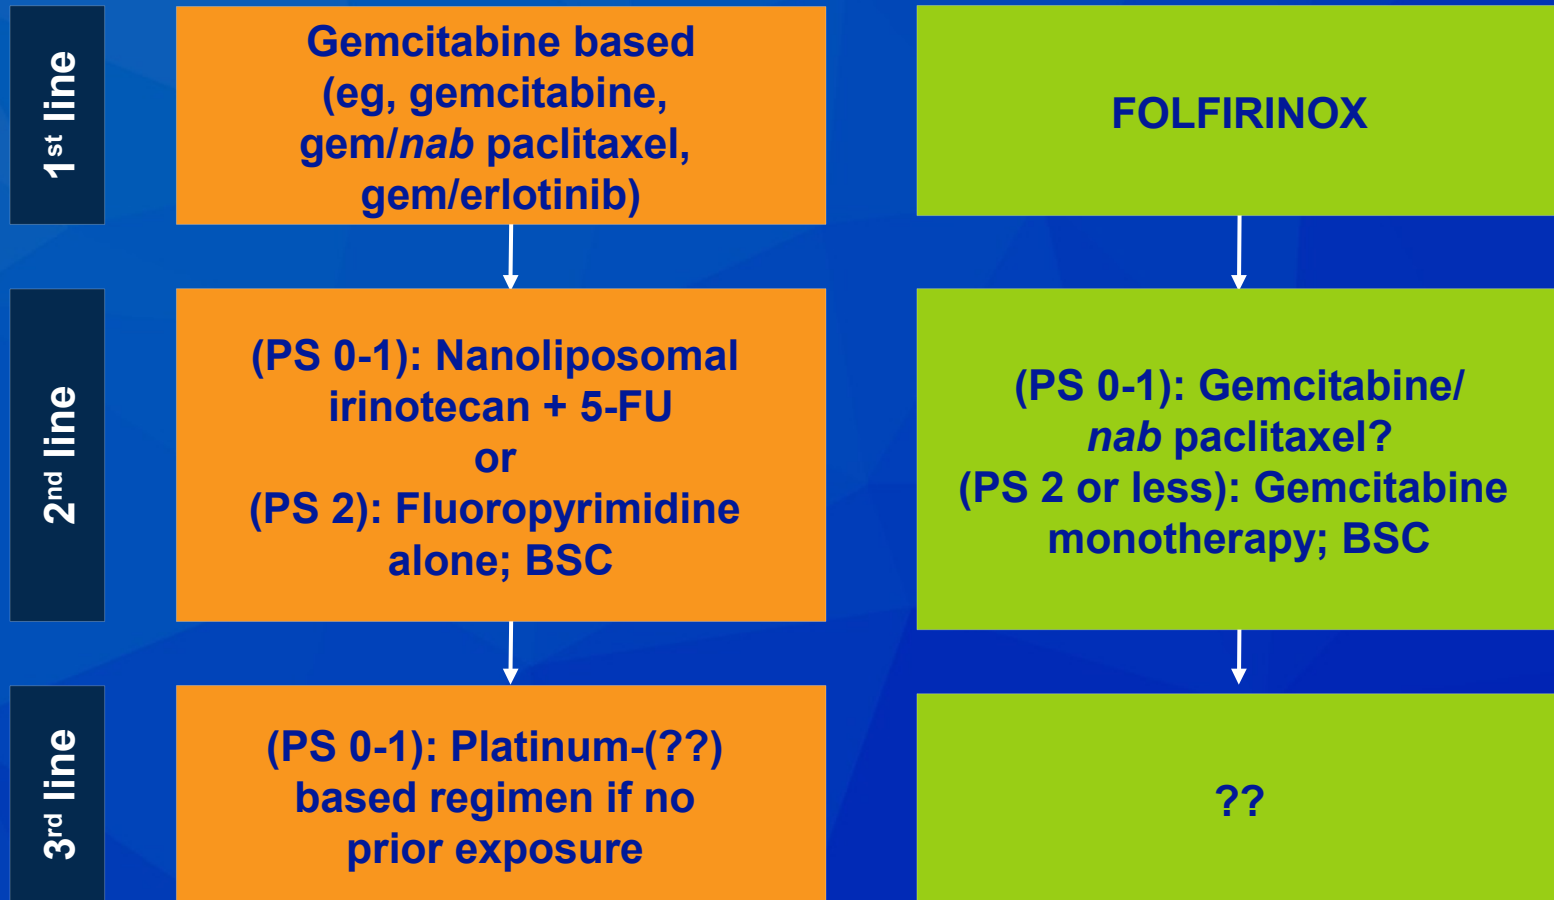 1st line
Gemcitabine based
(eg, gemcitabine,
gem/nab paclitaxel,
gem/erlotinib)
FOLFIRINOX
2nd line
(PS 0-1): Nanoliposomal
irinotecan + 5-FU
or
(PS 2): Fluoropyrimidine
alone; BSC
(PS 0-1): Gemcitabine/
nab paclitaxel?
(PS 2 or less): Gemcitabine
monotherapy; BSC
3rd line
(PS 0-1): Platinum-(??)
based regimen if no
prior exposure
??